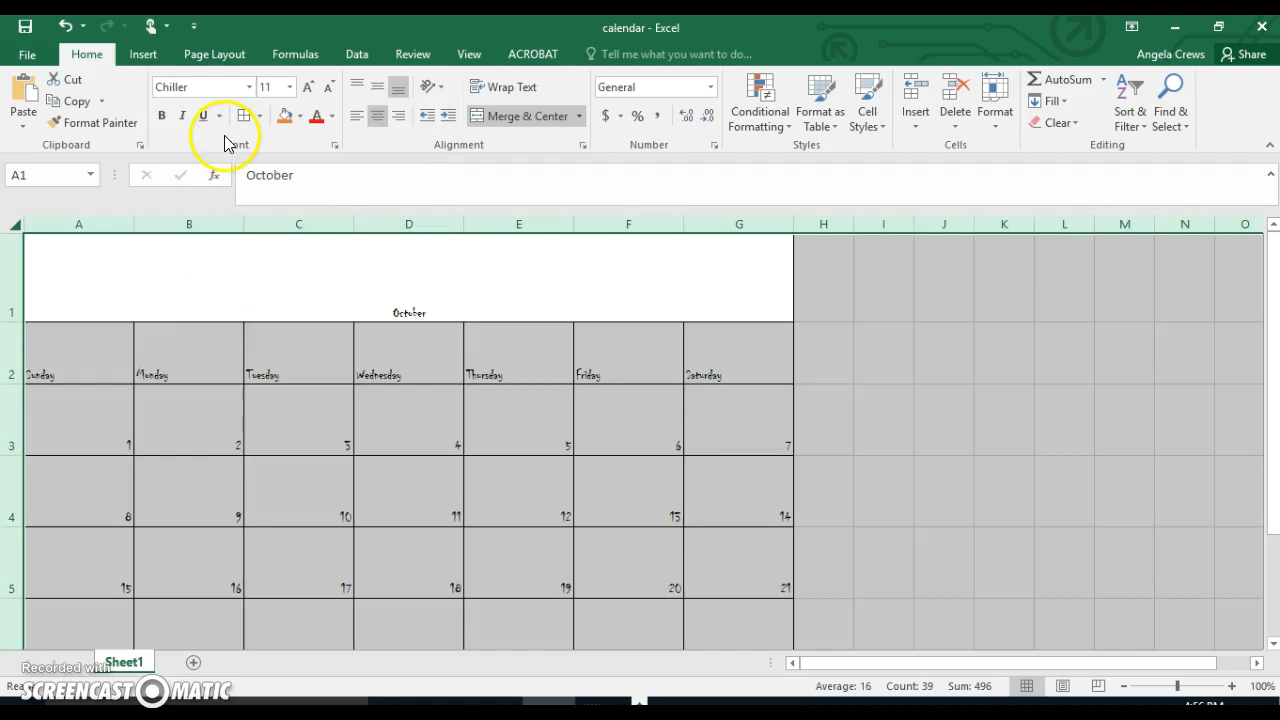 calendar - Excel
File Home Insert Page Layout Formulas Data Review View ACROBAT Tell me what you want to do... Angela Crews Share
Paste
Cut
Copy
Format Painter
Clipboard
Chiller 11
B I U
Wrap Text
Merge & Center
Alignment
General
$ % ,
Number
Conditional Formatting
Format as Table
Cell Styles
Styles
Insert Delete Format
Cells
AutoSum
Fill
Clear
Sort & Filter
Find & Select
Editing
A1 fx October
A B C D E F G H I J K L M N O
1 October
2 Sunday Monday Tuesday Wednesday Thursday Friday Saturday
3 1 2 3 4 5 6 7
4 8 9 10 11 12 13 14
5 15 16 17 18 19 20 21
Sheet1
Recorded with
SCREENCAST MATIC
Average: 16 Count: 39 Sum: 496 100%